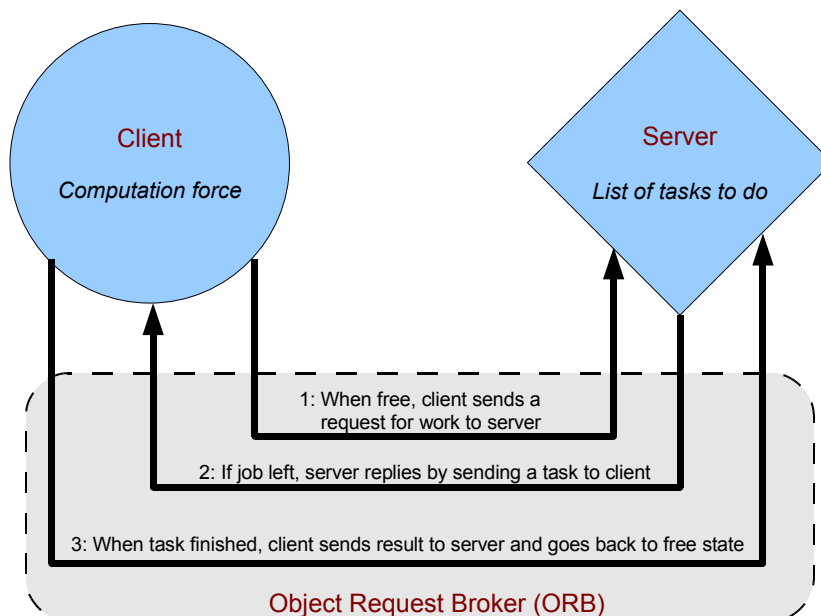 Client
Computation force
Server
List of tasks to do
1: When free, client sends a
request for work to server
2: If job left, server replies by sending a task to client
3: When task finished, client sends result to server and goes back to free state
Object Request Broker (ORB)